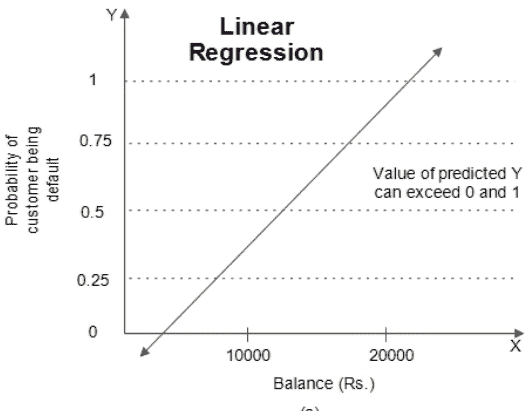 Y
Linear
Regression
1
0.75
0.5
0.25
0
Probability of
customer being
default
Value of predicted Y
can exceed 0 and 1
10000
20000
X
Balance (Rs.)